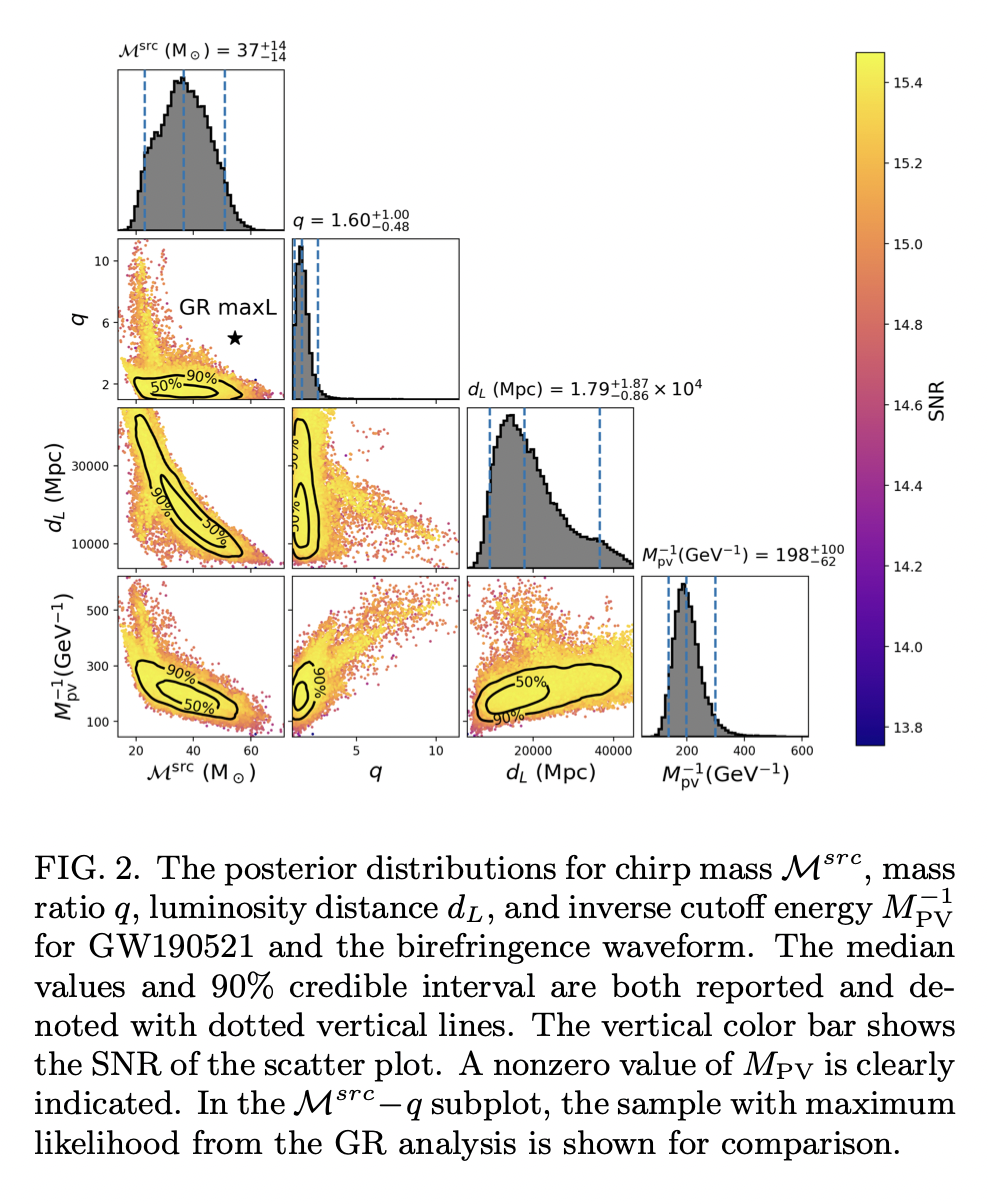 𝓜^src (M_⊙) = 37^{+14}_{−14}
q = 1.60^{+1.00}_{−0.48}
d_L (Mpc) = 1.79^{+1.87}_{−0.86} × 10^4
M_pv^{−1}(GeV^{−1}) = 198^{+100}_{−62}
10
6
2
q
GR maxL
50%
90%
30000
10000
d_L (Mpc)
90%
50%
50%
500
300
100
M_pv^{−1}(GeV^{−1})
90%
50%
90%
50%
90%
20
40
60
𝓜^src (M_⊙)
5
10
q
20000
40000
d_L (Mpc)
200
400
600
M_pv^{−1}(GeV^{−1})
15.4
15.2
15.0
14.8
14.6
14.4
14.2
14.0
13.8
SNR
FIG. 2. The posterior distributions for chirp mass 𝓜^{src}, mass
ratio q, luminosity distance d_L, and inverse cutoff energy M_PV^{−1}
for GW190521 and the birefringence waveform. The median
values and 90% credible interval are both reported and de-
noted with dotted vertical lines. The vertical color bar shows
the SNR of the scatter plot. A nonzero value of M_PV is clearly
indicated. In the 𝓜^{src}−q subplot, the sample with maximum
likelihood from the GR analysis is shown for comparison.